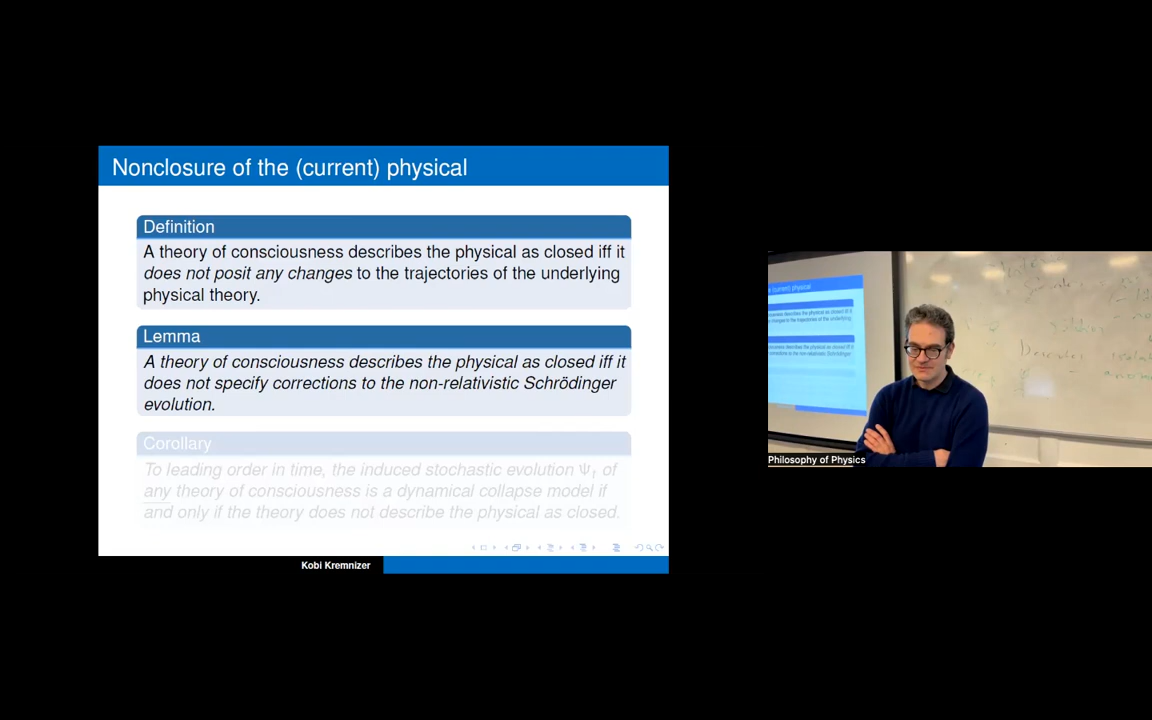 Nonclosure of the (current) physical
Definition
A theory of consciousness describes the physical as closed iff it
does not posit any changes to the trajectories of the underlying
physical theory.
Lemma
A theory of consciousness describes the physical as closed iff it
does not specify corrections to the non-relativistic Schrödinger
evolution.
Corollary
To leading order in time, the induced stochastic evolution Ψt of
any theory of consciousness is a dynamical collapse model if
and only if the theory does not describe the physical as closed.
Kobi Kremnizer
Philosophy of Physics